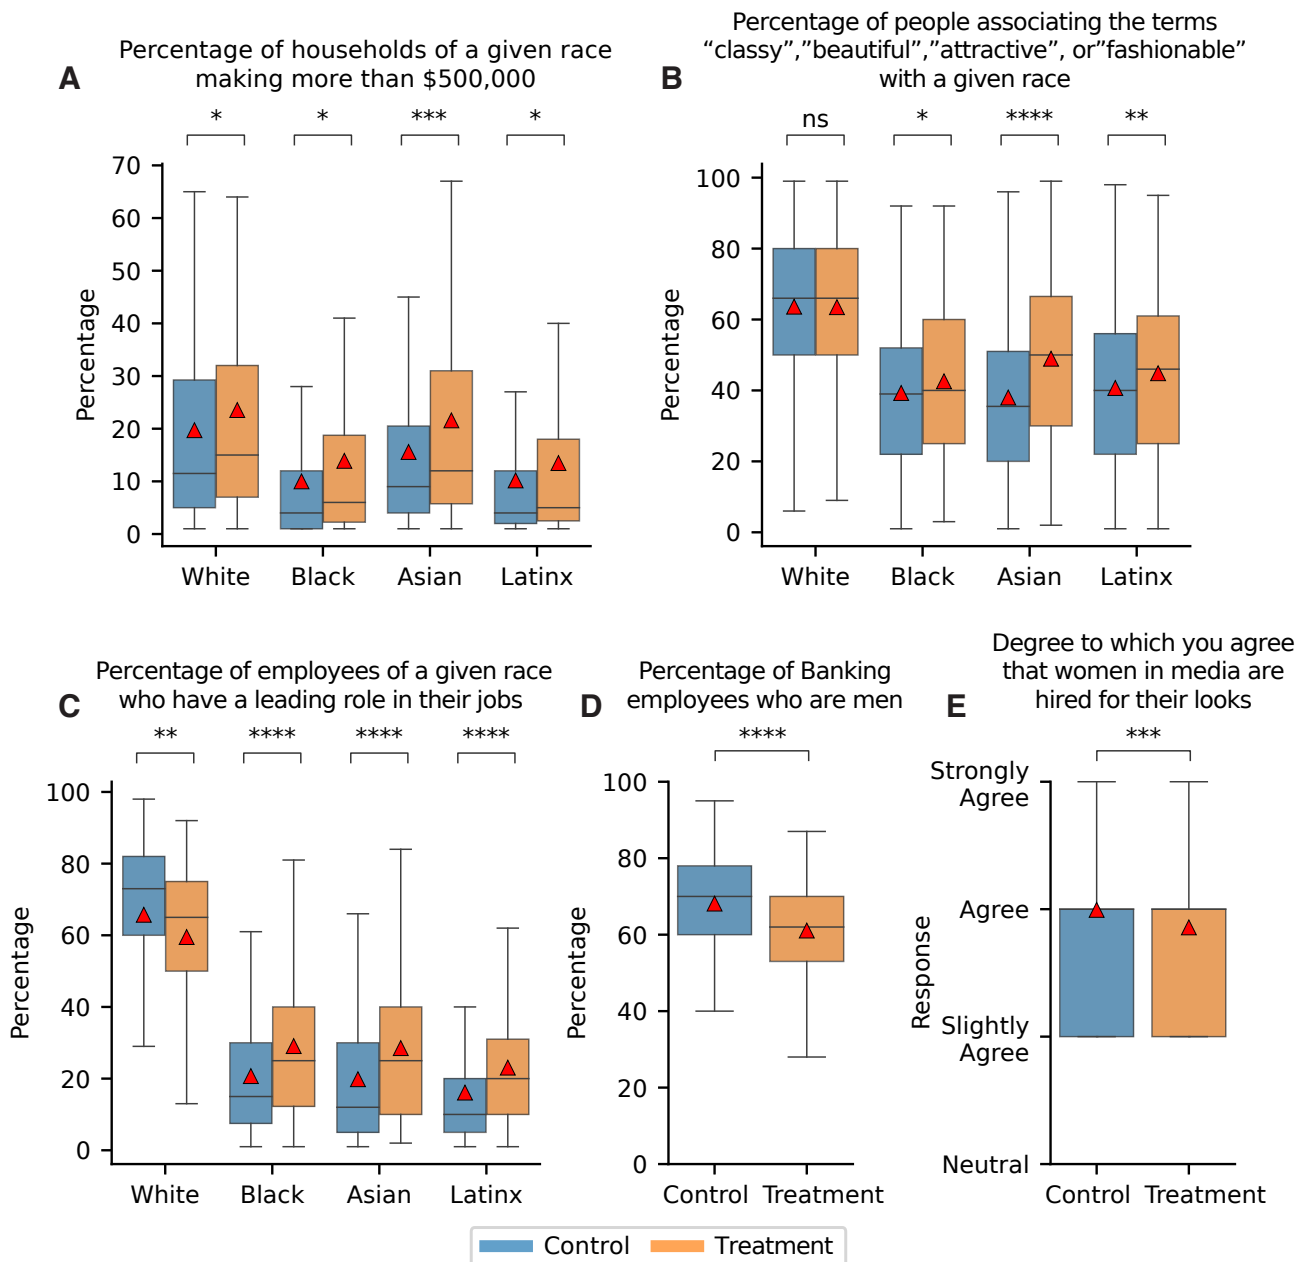 A
Percentage of households of a given race
making more than $500,000
* * *** *
70
60
50
40
30
20
10
0
Percentage
White Black Asian Latinx
B
Percentage of people associating the terms
“classy”,”beautiful”,”attractive”, or”fashionable”
with a given race
ns * **** **
100
80
60
40
20
0
Percentage
White Black Asian Latinx
C
Percentage of employees of a given race
who have a leading role in their jobs
** **** **** ****
100
80
60
40
20
0
Percentage
White Black Asian Latinx
D
Percentage of Banking
employees who are men
****
100
80
60
40
20
0
Percentage
Control Treatment
E
Degree to which you agree
that women in media are
hired for their looks
***
Strongly
Agree
Agree
Slightly
Agree
Neutral
Response
Control Treatment
Control Treatment